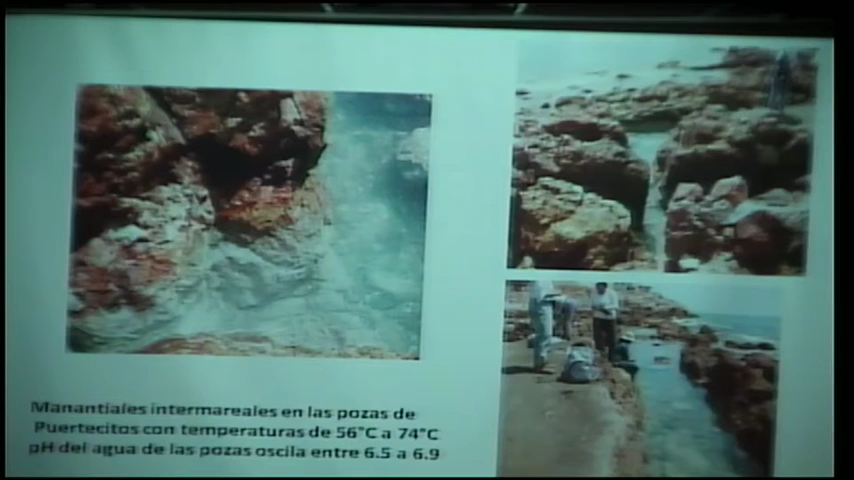 Manantiales intermareales en las pozas de
Puertecitos con temperaturas de 56°C a 74°C
pH del agua de las pozas oscila entre 6.5 a 6.9